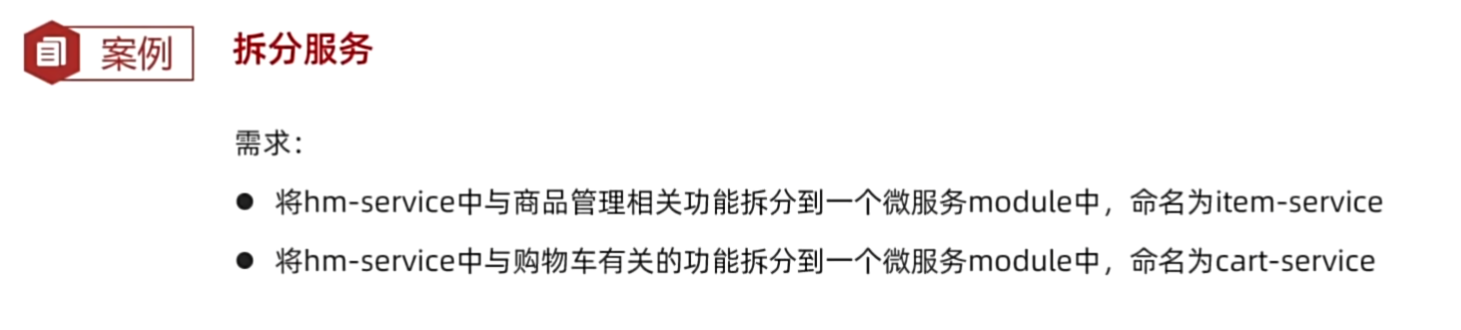 案例 拆分服务
需求：
● 将hm-service中与商品管理相关功能拆分到一个微服务module中，命名为item-service
● 将hm-service中与购物车有关的功能拆分到一个微服务module中，命名为cart-service